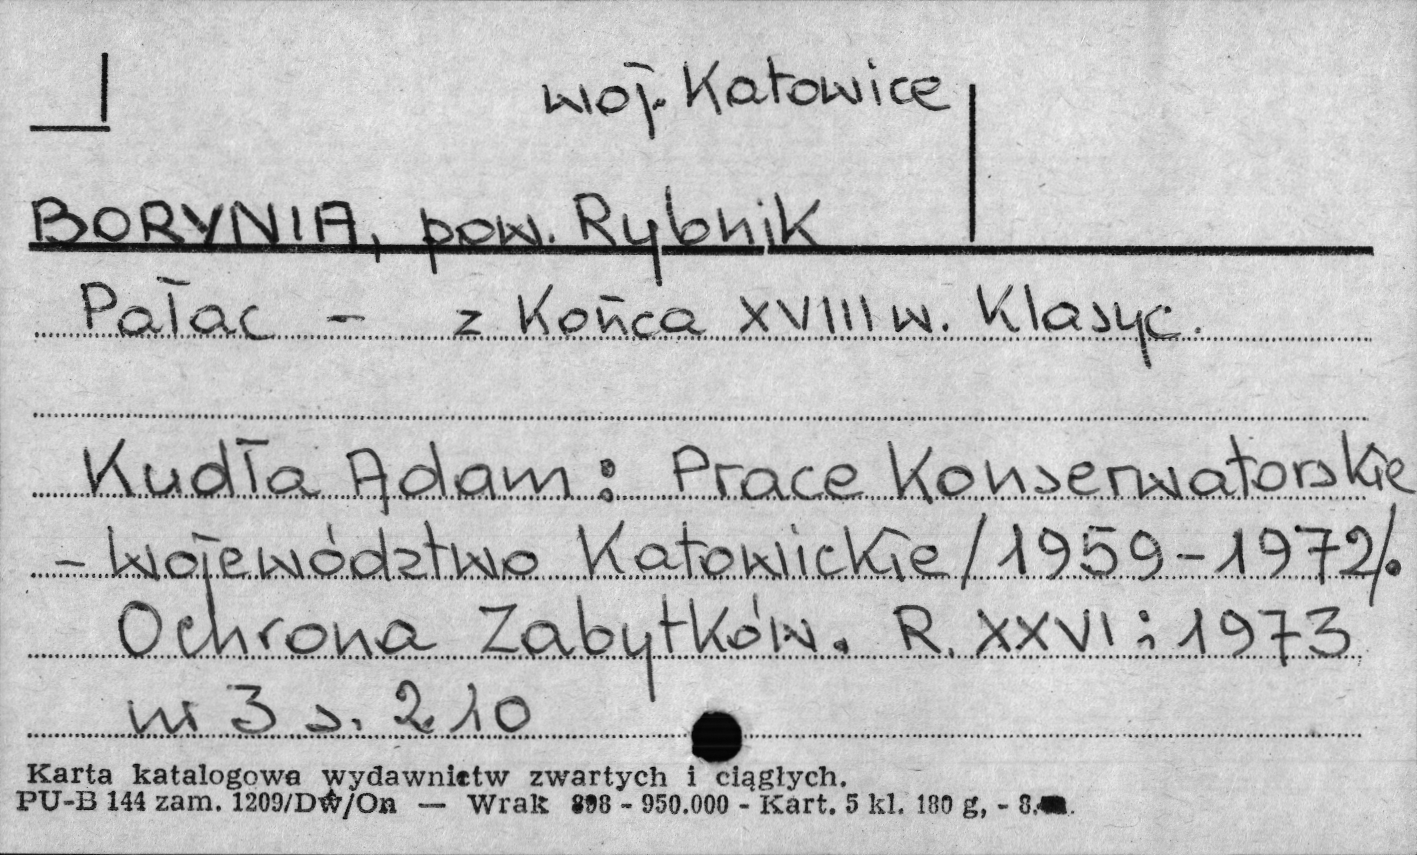 woj. Katowice
BORYNIA, pow. Rybnik
Pałac - z końca XVIII w. Klasyc.
Kudła Adam: Prace Konserwatorskie
- Województwo Katowickie /1959-1972/.
Ochrona Zabytków. R. XXVI: 1973
nr 3 s. 210
Karta katalogowa wydawnictw zwartych i ciągłych.
PU-B 144 zam. 1209/DW/On — Wrak 898 - 950.000 - Kart. 5 kl. 180 g, - 8.